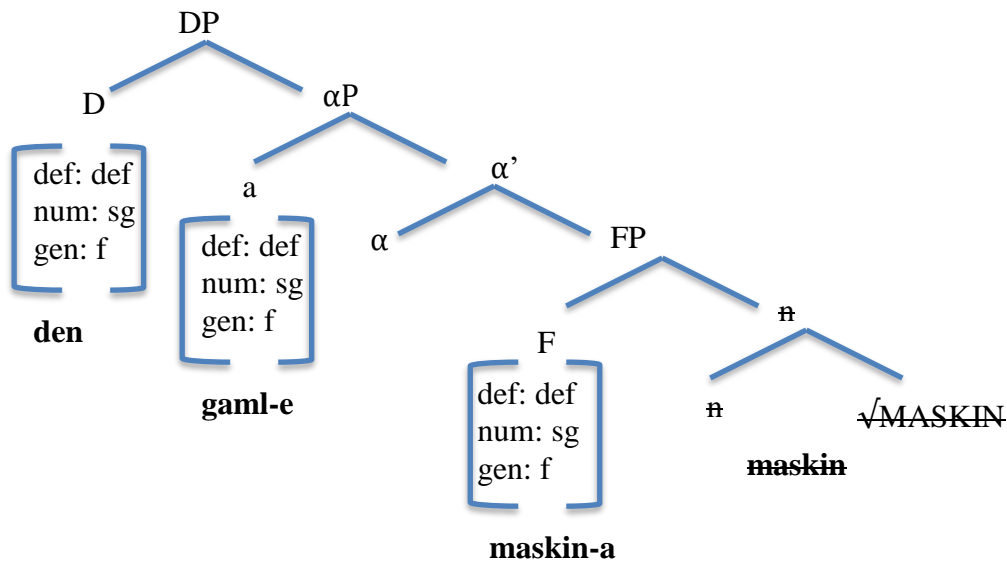 DP
D
αP
def: def
num: sg
gen: f
den
a
α’
def: def
num: sg
gen: f
gaml-e
α
FP
F
n
def: def
num: sg
gen: f
maskin-a
n
√MASKIN
maskin